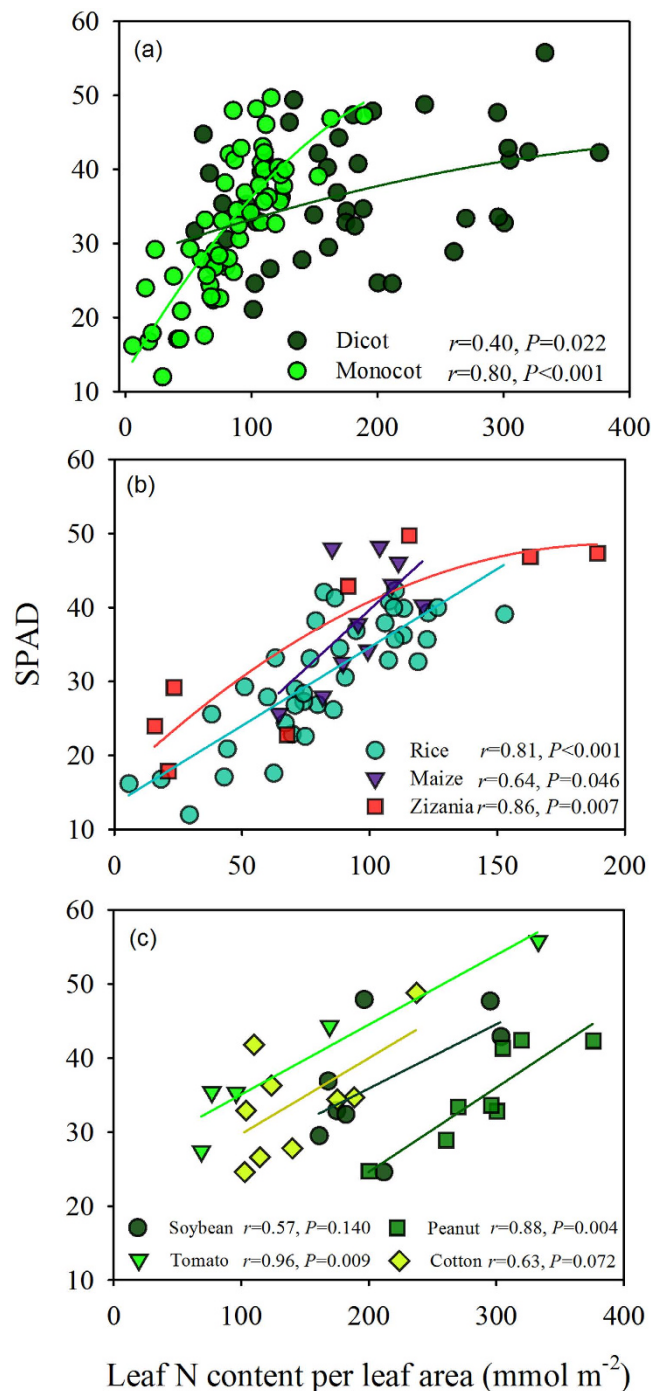 60
(a)
50
40
30
20
Dicot r=0.40, P=0.022
Monocot r=0.80, P<0.001
10
0 100 200 300 400
60
(b)
50
40
SPAD
30
20
Rice r=0.81, P<0.001
Maize r=0.64, P=0.046
Zizania r=0.86, P=0.007
10
0 50 100 150 200
60
(c)
50
40
30
20
Soybean r=0.57, P=0.140 Peanut r=0.88, P=0.004
Tomato r=0.96, P=0.009 Cotton r=0.63, P=0.072
10
0 100 200 300 400
Leaf N content per leaf area (mmol m⁻²)